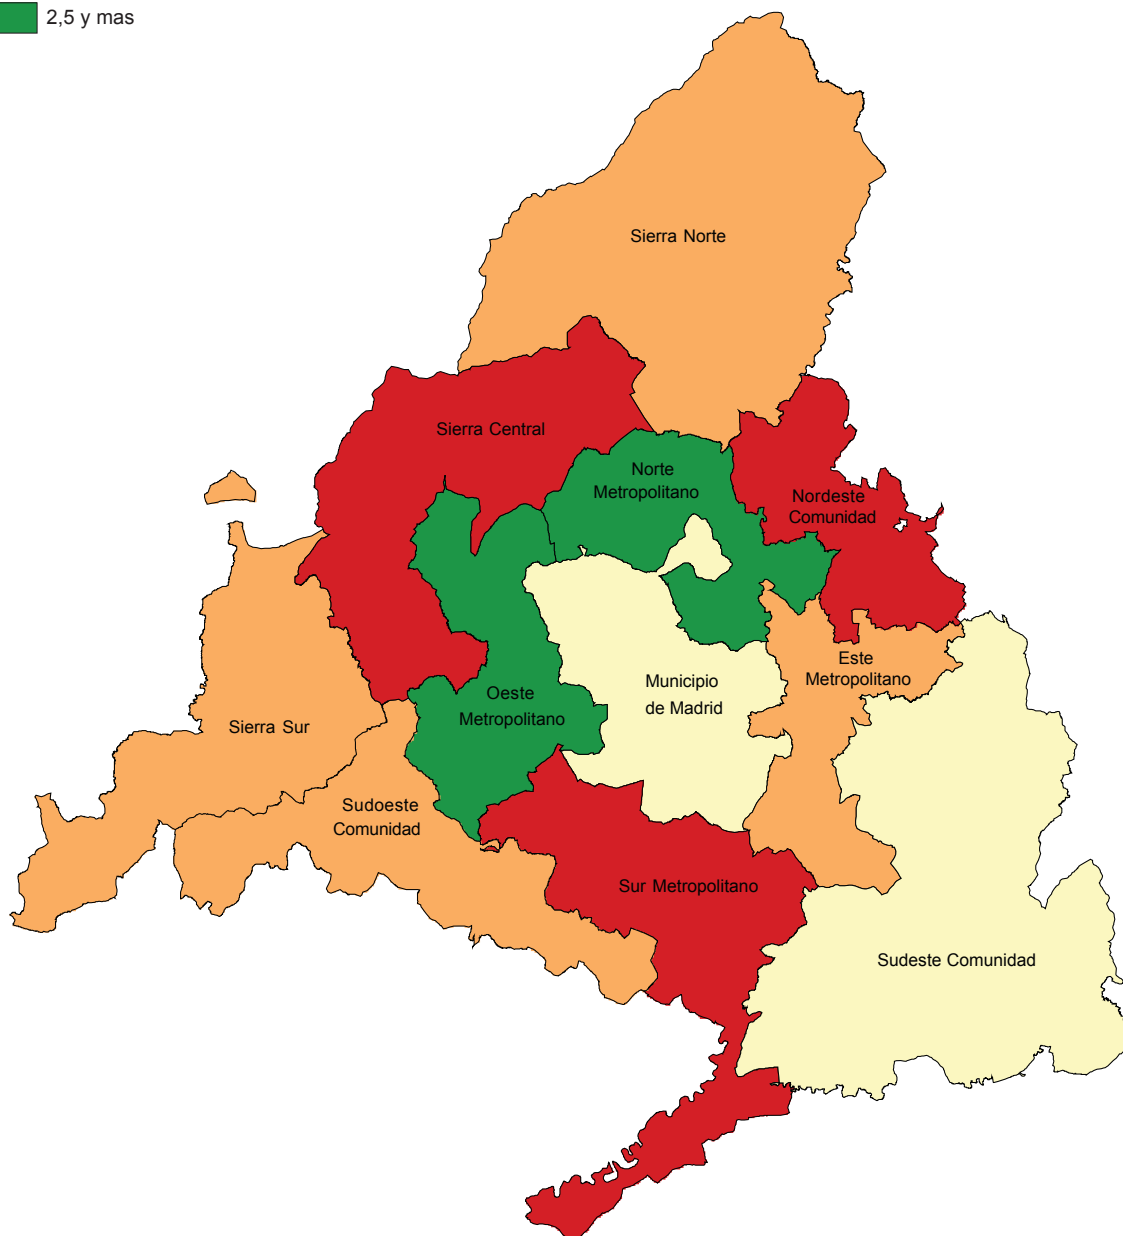 2,5 y mas
Sierra Norte
Sierra Central
Norte
Metropolitano
Nordeste
Comunidad
Este
Metropolitano
Municipio
de Madrid
Oeste
Metropolitano
Sierra Sur
Sudoeste
Comunidad
Sur Metropolitano
Sudeste Comunidad